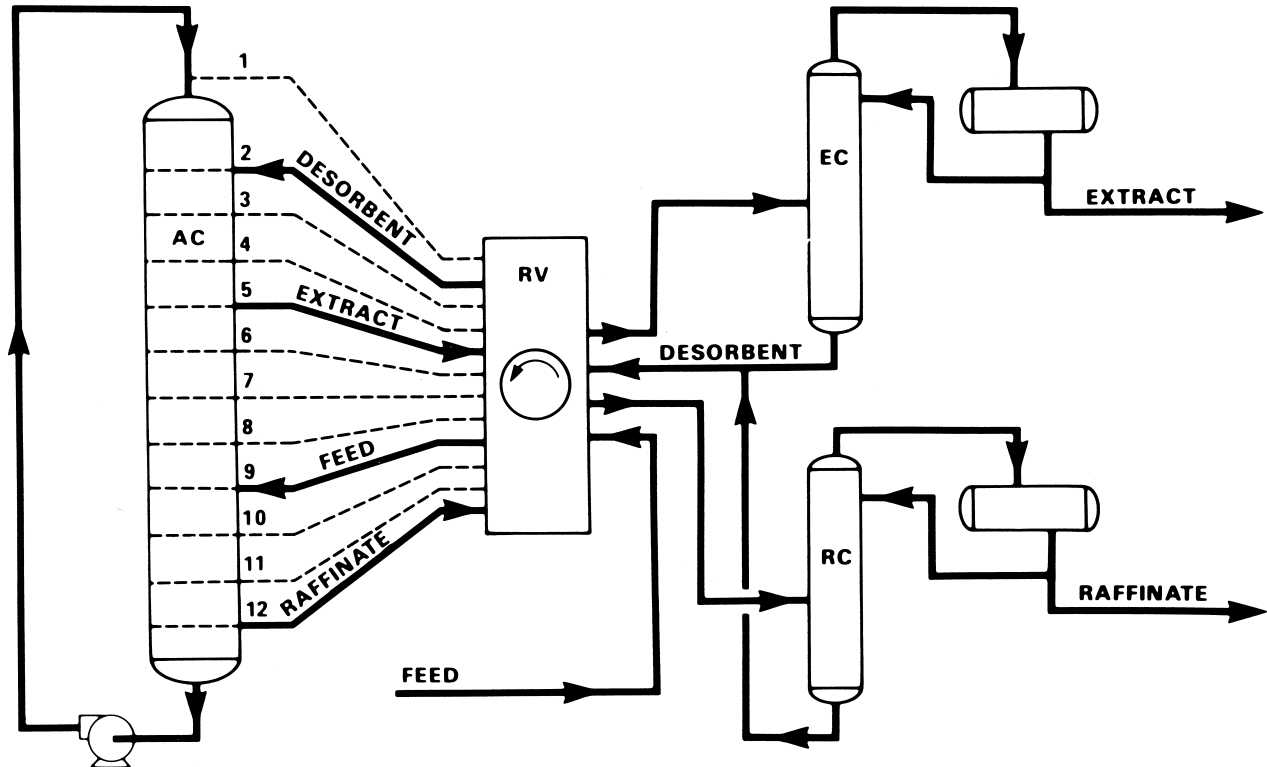 1
2
DESORBENT
3
AC
4
5
EXTRACT
6
7
8
FEED
9
10
11
12
RAFFINATE
RV
DESORBENT
FEED
EC
EXTRACT
RC
RAFFINATE